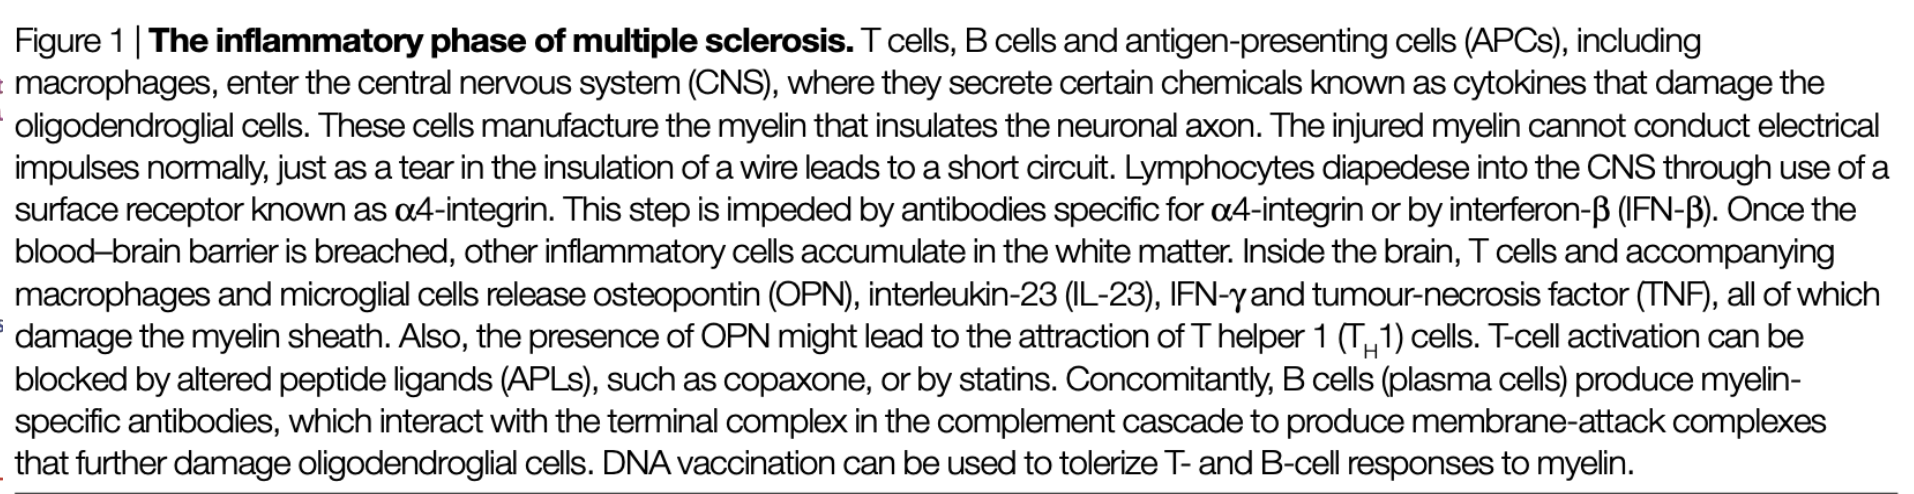 Figure 1 | The inflammatory phase of multiple sclerosis. T cells, B cells and antigen-presenting cells (APCs), including
macrophages, enter the central nervous system (CNS), where they secrete certain chemicals known as cytokines that damage the
oligodendroglial cells. These cells manufacture the myelin that insulates the neuronal axon. The injured myelin cannot conduct electrical
impulses normally, just as a tear in the insulation of a wire leads to a short circuit. Lymphocytes diapedese into the CNS through use of a
surface receptor known as α4-integrin. This step is impeded by antibodies specific for α4-integrin or by interferon-β (IFN-β). Once the
blood–brain barrier is breached, other inflammatory cells accumulate in the white matter. Inside the brain, T cells and accompanying
macrophages and microglial cells release osteopontin (OPN), interleukin-23 (IL-23), IFN-γ and tumour-necrosis factor (TNF), all of which
damage the myelin sheath. Also, the presence of OPN might lead to the attraction of T helper 1 (TH1) cells. T-cell activation can be
blocked by altered peptide ligands (APLs), such as copaxone, or by statins. Concomitantly, B cells (plasma cells) produce myelin-
specific antibodies, which interact with the terminal complex in the complement cascade to produce membrane-attack complexes
that further damage oligodendroglial cells. DNA vaccination can be used to tolerize T- and B-cell responses to myelin.